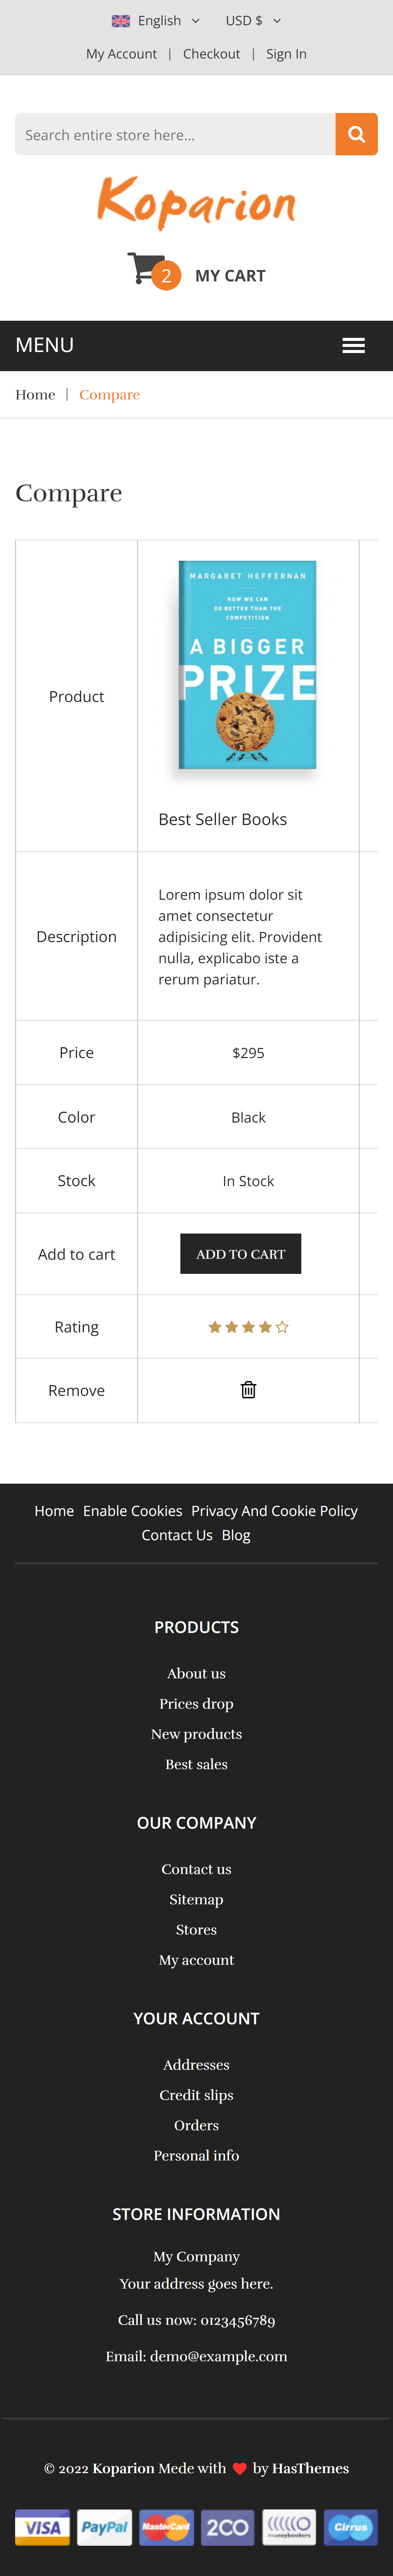 English USD $
My Account | Checkout | Sign In
Search entire store here...
Koparion
2 MY CART
MENU
Home | Compare
Compare
Product
MARGARET HEFFERNAN
HOW WE CAN
DO BETTER THAN THE
COMPETITION
A BIGGER
PRIZE
Best Seller Books
Description
Lorem ipsum dolor sit
amet consectetur
adipisicing elit. Provident
nulla, explicabo iste a
rerum pariatur.
Price $295
Color Black
Stock In Stock
Add to cart ADD TO CART
Rating
Remove
Home Enable Cookies Privacy And Cookie Policy
Contact Us Blog
PRODUCTS
About us
Prices drop
New products
Best sales
OUR COMPANY
Contact us
Sitemap
Stores
My account
YOUR ACCOUNT
Addresses
Credit slips
Orders
Personal info
STORE INFORMATION
My Company
Your address goes here.
Call us now: 0123456789
Email: demo@example.com
© 2022 Koparion Mede with ❤ by HasThemes
VISA PayPal MasterCard 2CO moneybookers Cirrus